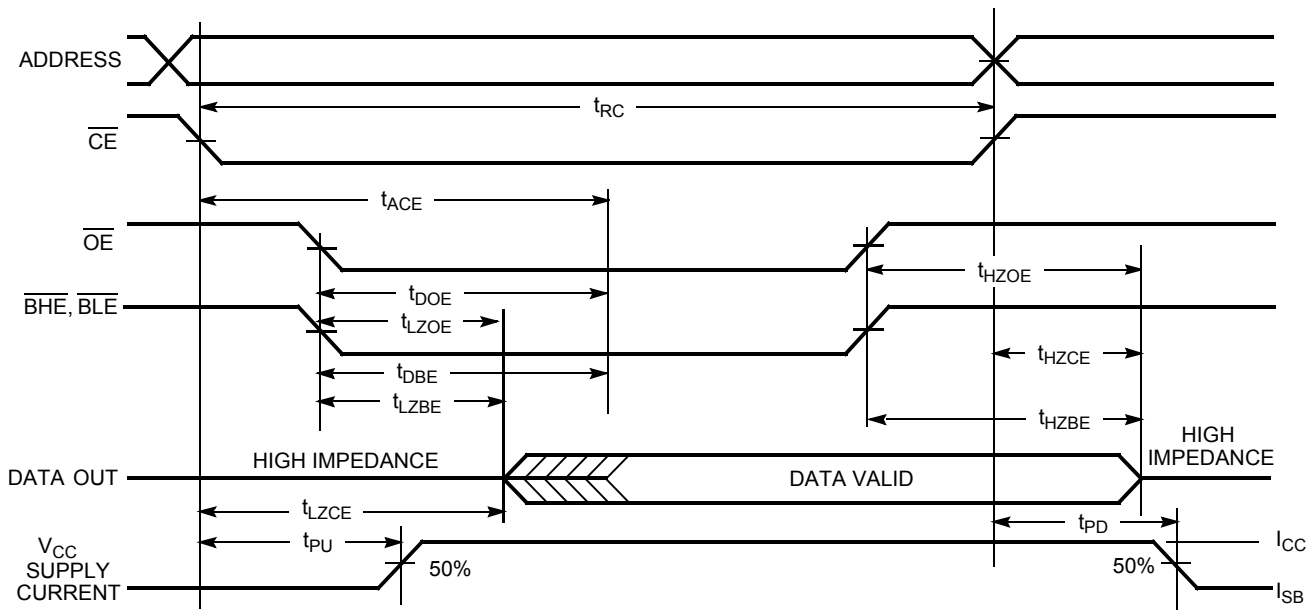 ADDRESS
tRC
CE
tACE
OE
tHZOE
tDOE
BHE, BLE
tLZOE
tHZCE
tDBE
tLZBE
tHZBE
HIGH
IMPEDANCE
HIGH IMPEDANCE
DATA OUT
DATA VALID
tLZCE
tPD
tPU
VCC
SUPPLY
CURRENT
50%
50%
ICC
ISB